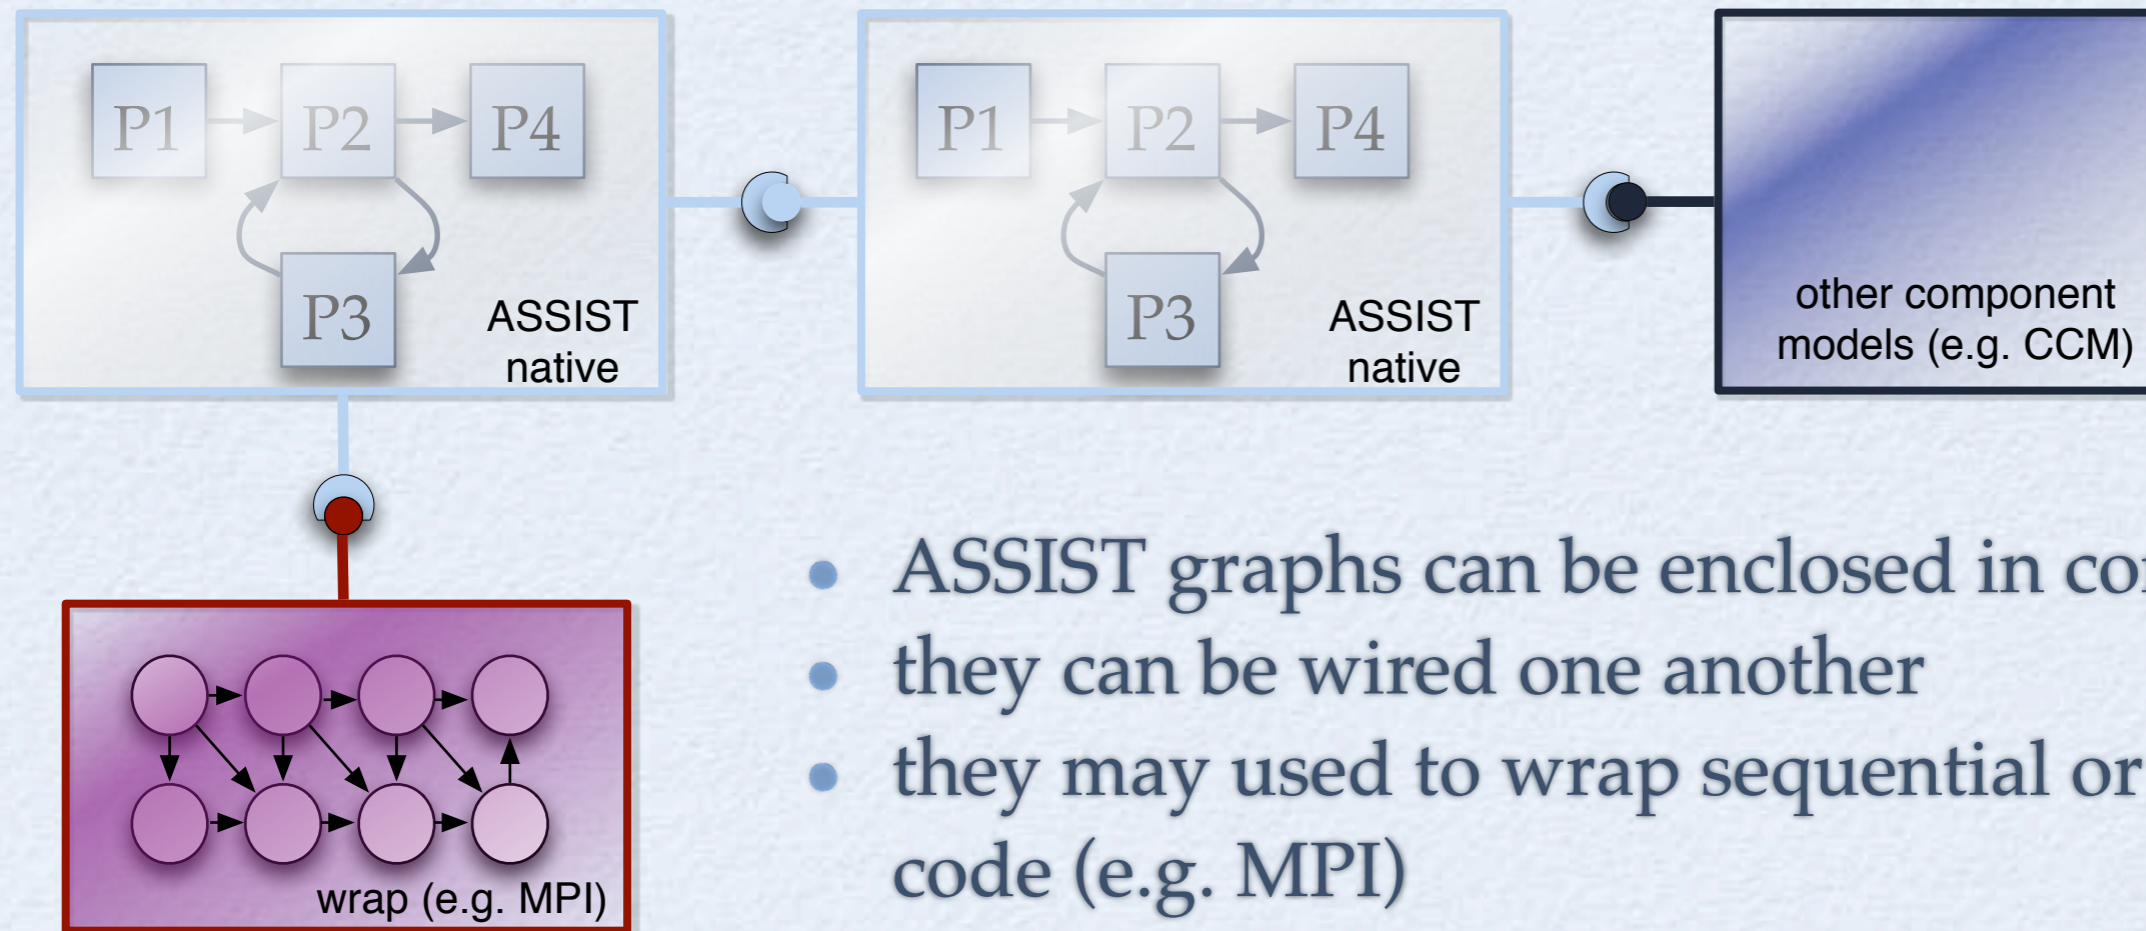 P1
P2
P4
P3
ASSIST
native
P1
P2
P4
P3
ASSIST
native
other component
models (e.g. CCM)
wrap (e.g. MPI)
ASSIST graphs can be enclosed in
they can be wired one another
they may used to wrap sequential or
code (e.g. MPI)